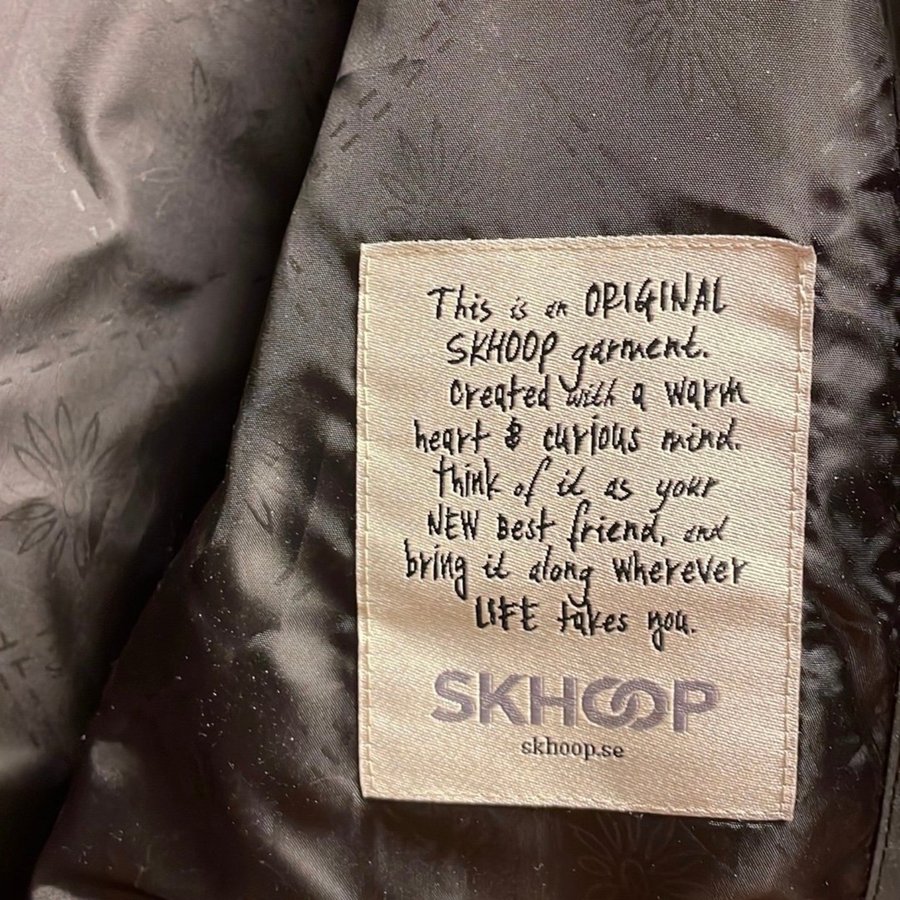 This is an ORIGINAL
SKHOOP garment.
Created with a warm
heart & curious mind.
think of it as your
NEW Best friend, and
bring it along wherever
LIFE takes you.
SKHOOP
skhoop.se